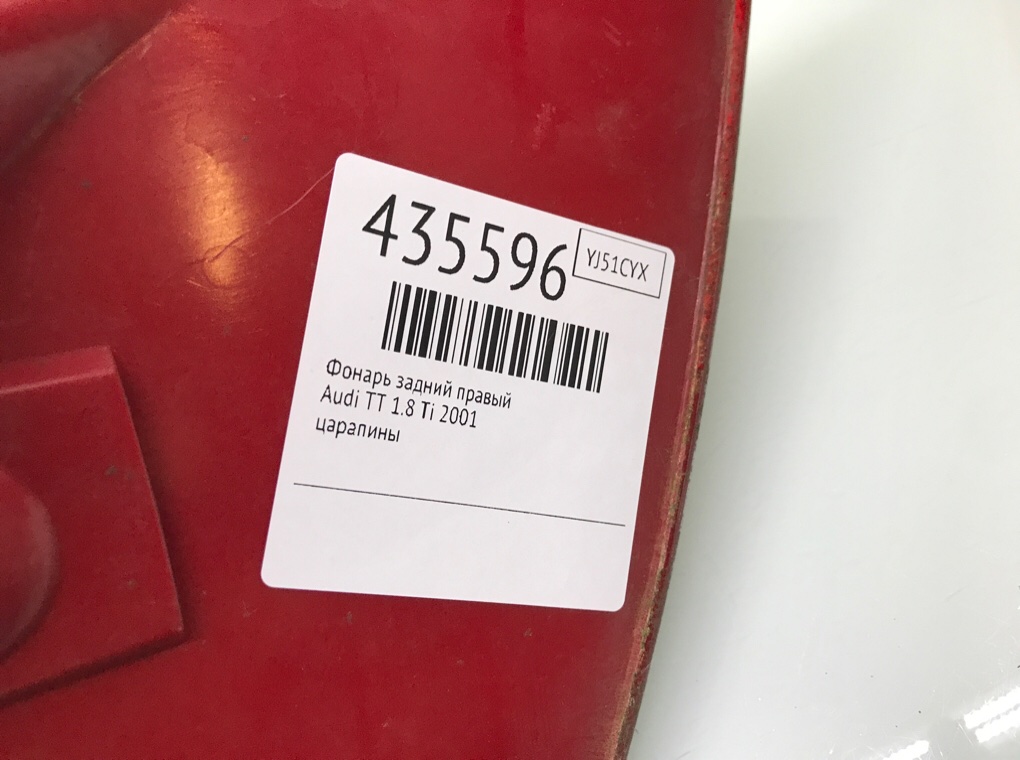 435596
YJ51CYX
Фонарь задний правый
Audi TT 1.8 Ti 2001
царапины